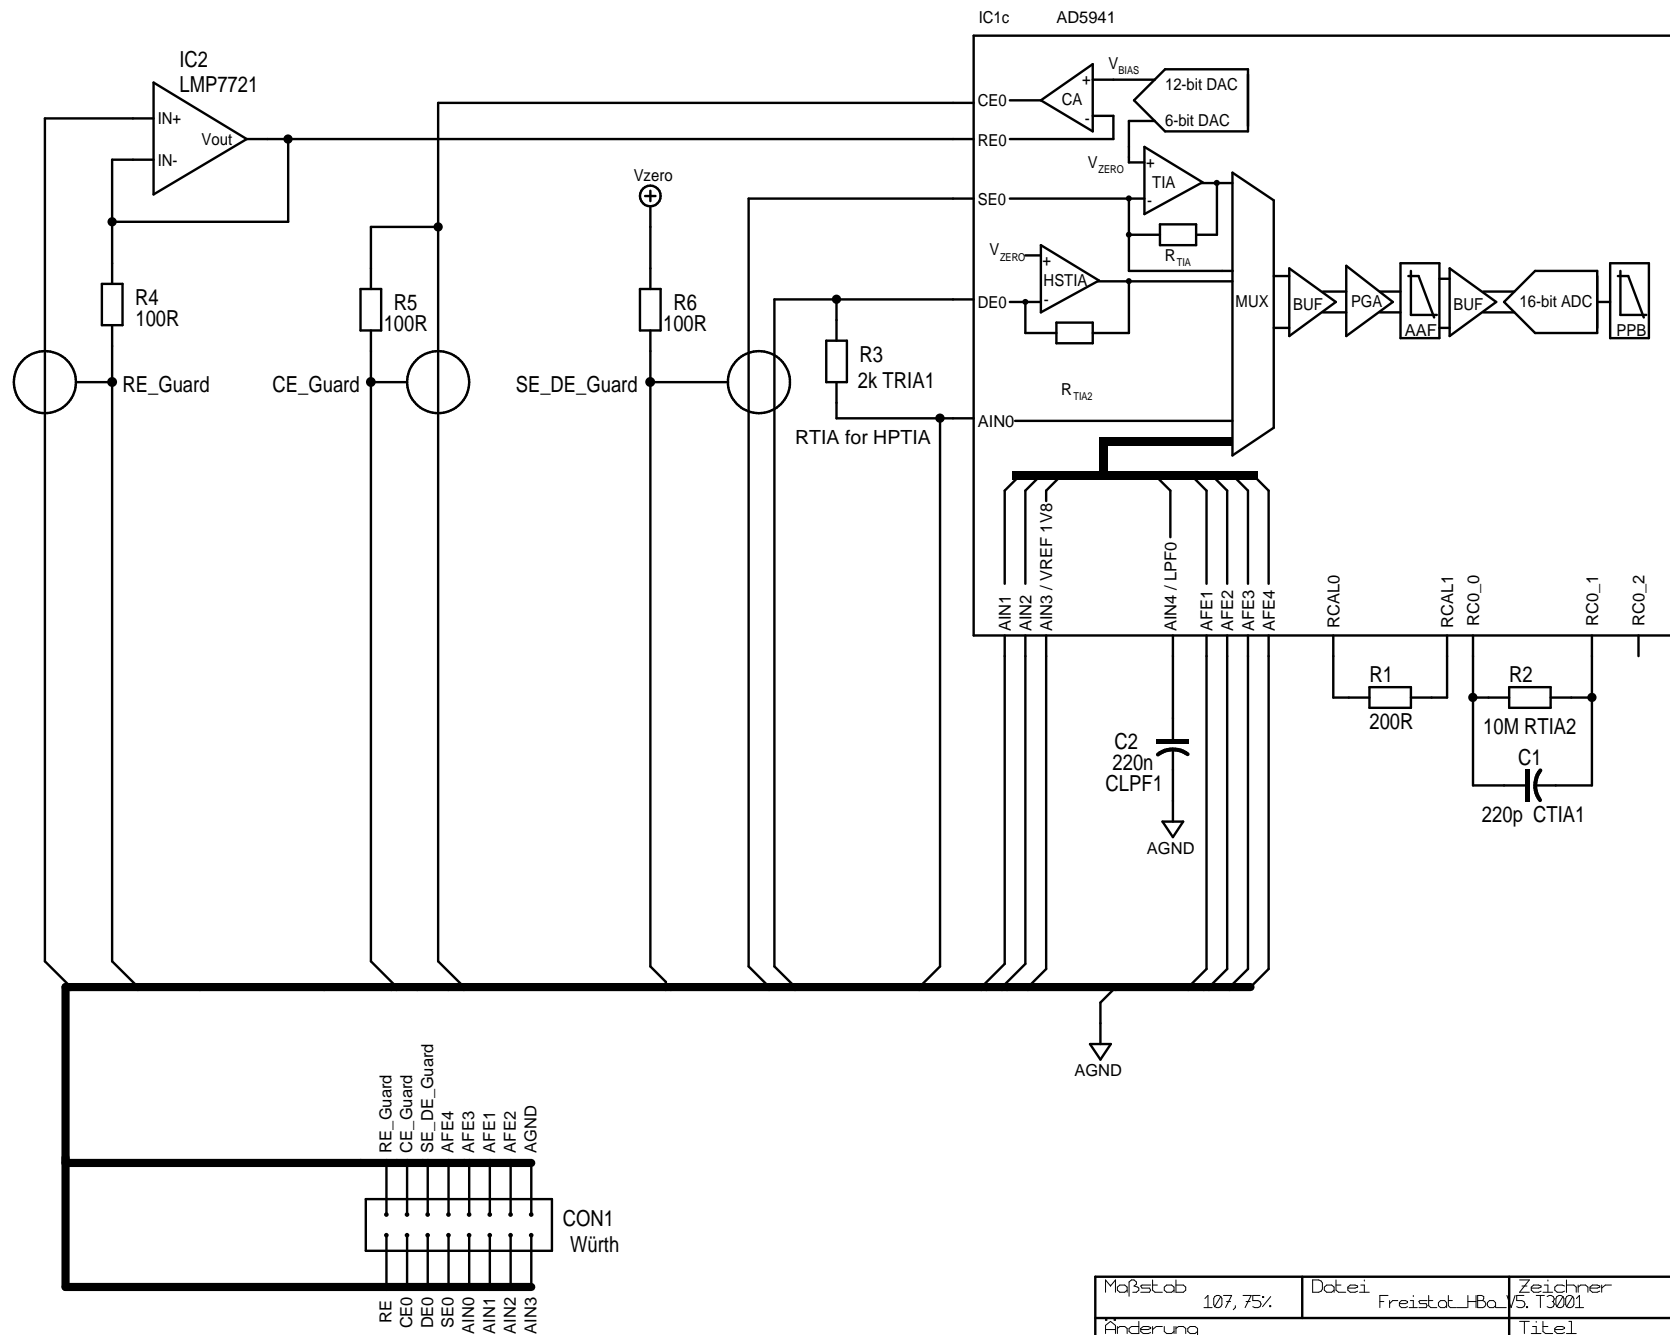 IC1c AD5941
IC2
LMP7721
IN+
IN-
Vout
CE0
RE0
SE0
DE0
AIN0
CA
+
-
VBIAS
12-bit DAC
6-bit DAC
VZERO
+
TIA
-
RTIA
VZERO
+
HSTIA
-
RTIA2
MUX
BUF
PGA
AAF
BUF
16-bit ADC
PPB
Vzero
R4
100R
R5
100R
R6
100R
R3
2k TRIA1
RTIA for HPTIA
RE_Guard
CE_Guard
SE_DE_Guard
AIN1
AIN2
AIN3 / VREF 1V8
AIN4 / LPF0
AFE1
AFE2
AFE3
AFE4
RCAL0
RCAL1
RC0_0
RC0_1
RC0_2
R1
200R
R2
10M RTIA2
C1
220p CTIA1
C2
220n
CLPF1
AGND
AGND
RE_Guard
CE_Guard
SE_DE_Guard
AFE4
AFE3
AFE1
AFE2
AGND
CON1
Würth
RE
CE0
DE0
SE0
AIN0
AIN1
AIN2
AIN3
Maßstab
107,75%
Datei
Freistat_HBa_V5.T3001
Zeichner
Änderung
Titel